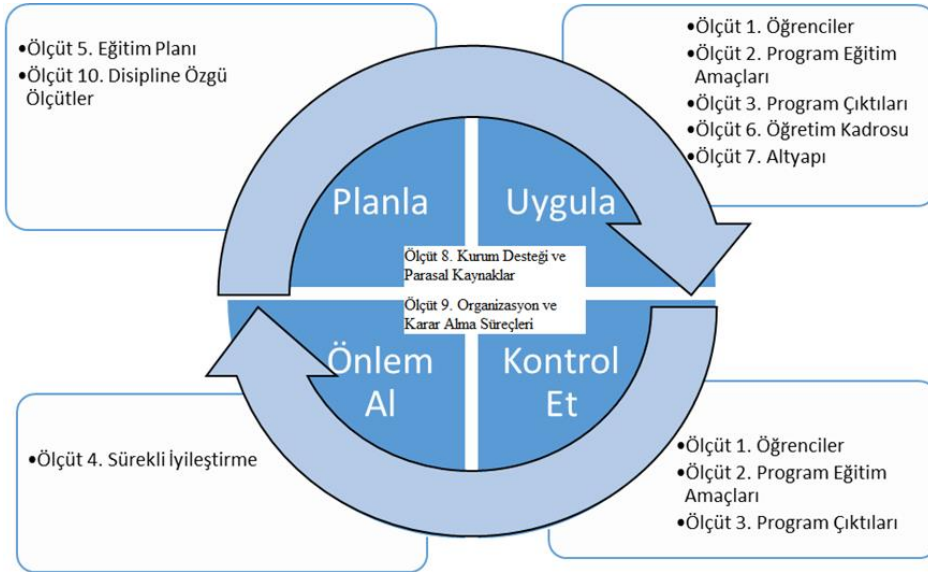 •Ölçüt 5. Eğitim Planı
•Ölçüt 10. Disipline Özgü
Ölçütler
•Ölçüt 1. Öğrenciler
•Ölçüt 2. Program Eğitim
Amaçları
•Ölçüt 3. Program Çıktıları
•Ölçüt 6. Öğretim Kadrosu
•Ölçüt 7. Altyapı
Planla
Uygula
Ölçüt 8. Kurum Desteği ve
Parasal Kaynaklar
Ölçüt 9. Organizasyon ve
Karar Alma Süreçleri
Önlem
Al
Kontrol
Et
•Ölçüt 4. Sürekli İyileştirme
•Ölçüt 1. Öğrenciler
•Ölçüt 2. Program Eğitim
Amaçları
•Ölçüt 3. Program Çıktıları